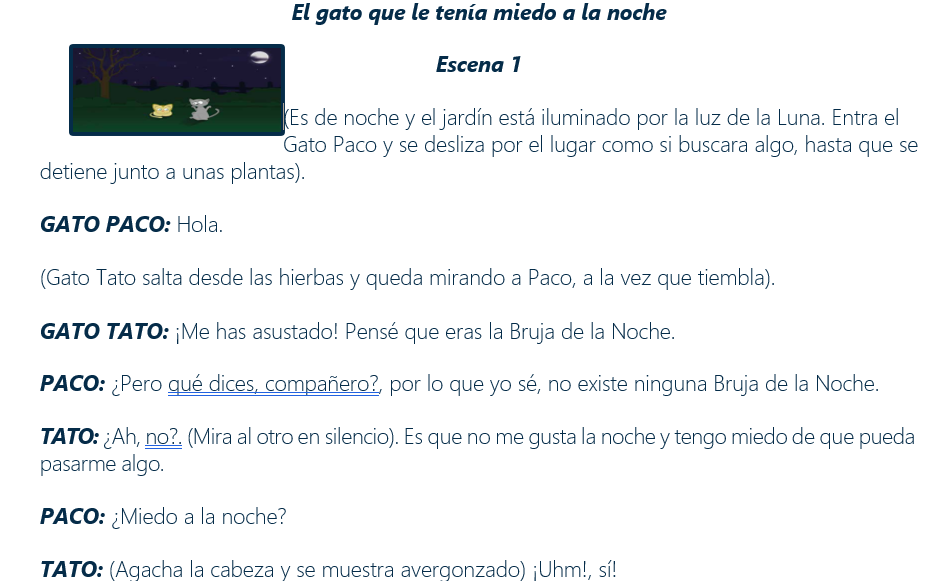 El gato que le tenía miedo a la noche
Escena 1
(Es de noche y el jardín está iluminado por la luz de la Luna. Entra el
Gato Paco y se desliza por el lugar como si buscara algo, hasta que se
detiene junto a unas plantas).
GATO PACO: Hola.
(Gato Tato salta desde las hierbas y queda mirando a Paco, a la vez que tiembla).
GATO TATO: ¡Me has asustado! Pensé que eras la Bruja de la Noche.
PACO: ¿Pero qué dices, compañero?, por lo que yo sé, no existe ninguna Bruja de la Noche.
TATO: ¿Ah, no?. (Mira al otro en silencio). Es que no me gusta la noche y tengo miedo de que pueda
pasarme algo.
PACO: ¿Miedo a la noche?
TATO: (Agacha la cabeza y se muestra avergonzado) ¡Uhm!, sí!